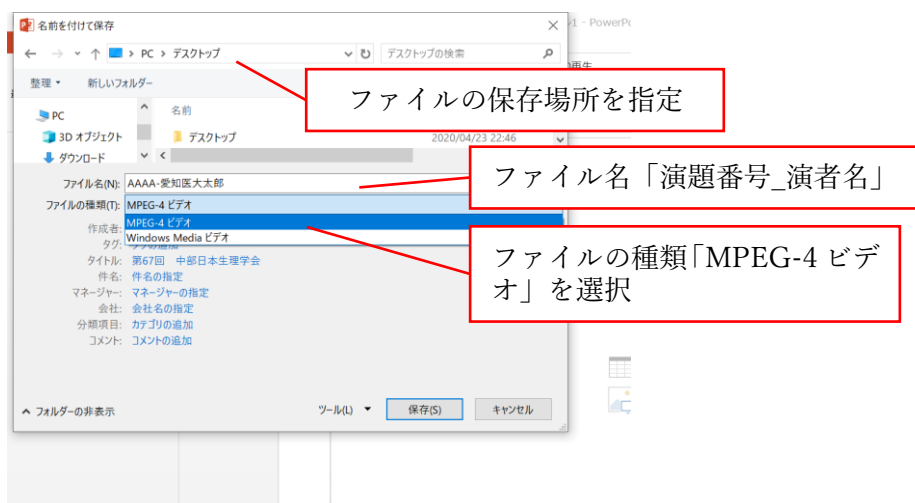 名前を付けて保存
1 - PowerPo
PC > デスクトップ
デスクトップの検索
整理
新しいフォルダー
ファイルの保存場所を指定
PC
名前
3D オブジェクト
デスクトップ
2020/04/23 22:46
ダウンロード
ファイル名(N): AAAA-愛知医大太郎
ファイル名「演題番号_演者名」
ファイルの種類(T): MPEG-4 ビデオ
MPEG-4 ビデオ
Windows Media ビデオ
作成者:
タグ:
ファイルの種類「MPEG-4 ビデ
オ」を選択
タイトル: 第67回 中部日本生理学会
件名: 件名の指定
マネージャー: マネージャーの指定
会社: 会社名の指定
分類項目: カテゴリの追加
コメント: コメントの追加
フォルダーの非表示
ツール(L)
保存(S)
キャンセル